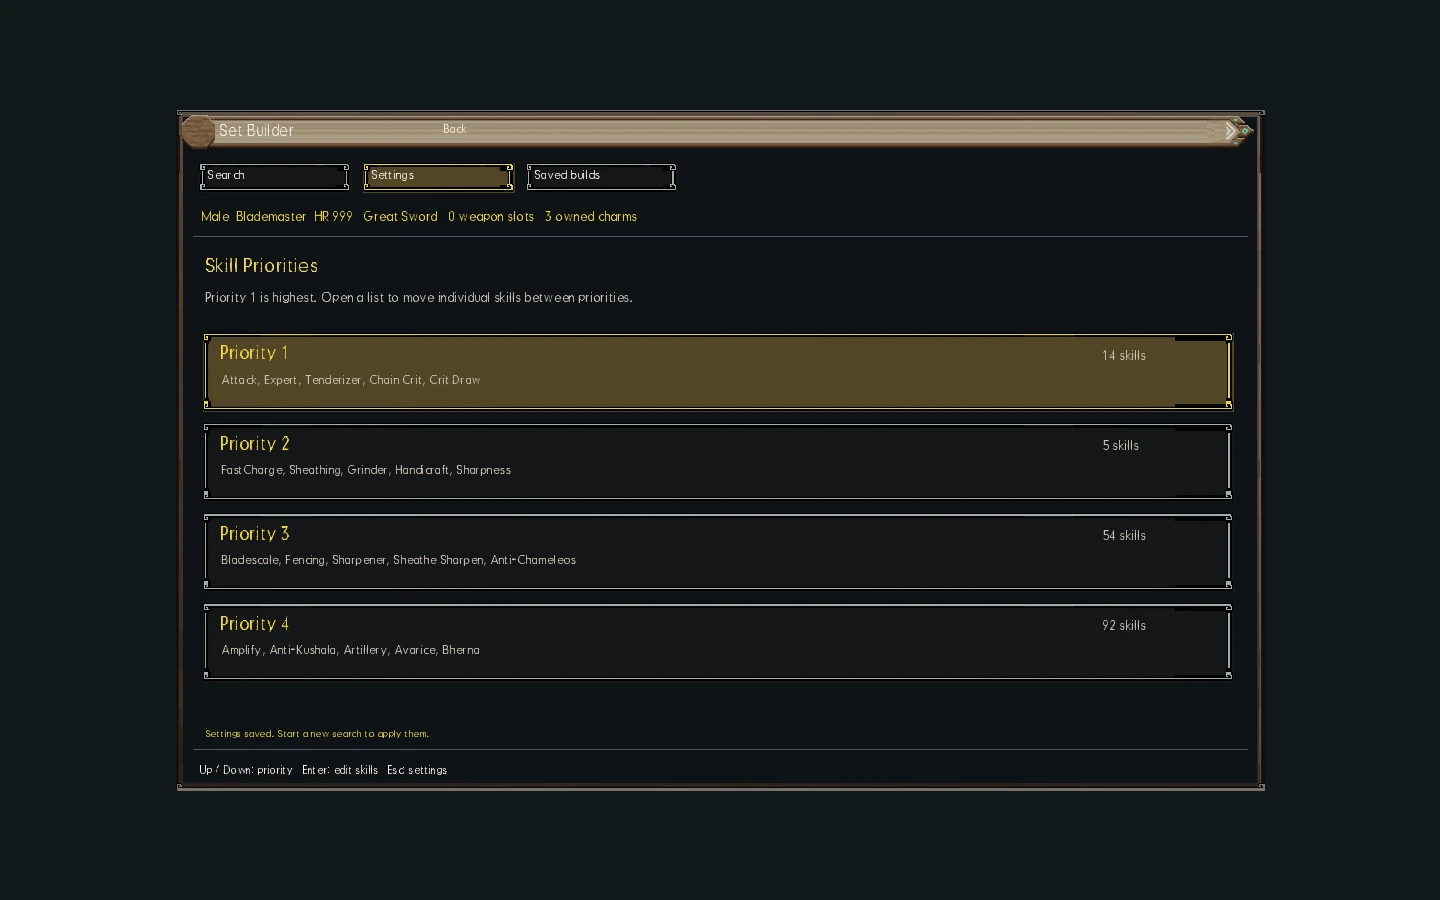 Set Builder
Back
Search
Settings
Saved builds
Male Blademaster HR 999 Great Sword 0 weapon slots 3 owned charms
Skill Priorities
Priority 1 is highest. Open a list to move individual skills between priorities.
Priority 1
14 skills
Attack, Expert, Tenderizer, Chain Crit, Crit Draw
Priority 2
5 skills
Fast Charge, Sheathing, Grinder, Handicraft, Sharpness
Priority 3
54 skills
Bladescale, Fencing, Sharpener, Sheathe Sharpen, Anti-Chameleos
Priority 4
92 skills
Amplify, Anti-Kushala, Artillery, Avarice, Bherna
Settings saved. Start a new search to apply them.
Up / Down: priority Enter: edit skills Esc: settings